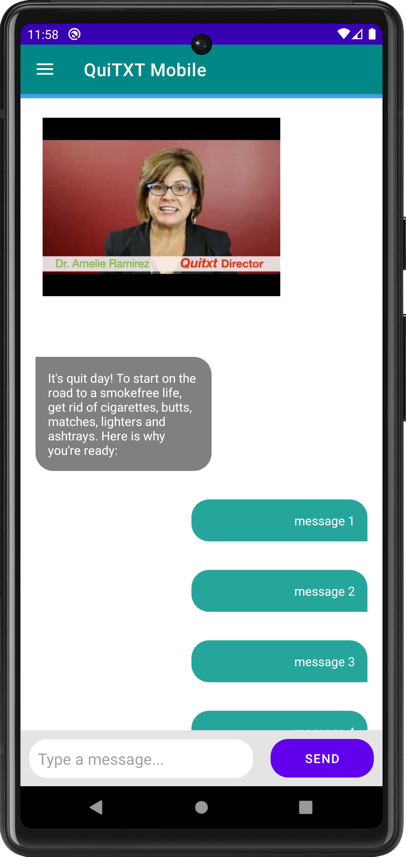 11:58
QuiTXT Mobile
Dr. Amelie Ramirez Quitxt Director
It's quit day! To start on the
road to a smokefree life,
get rid of cigarettes, butts,
matches, lighters and
ashtrays. Here is why
you're ready:
message 1
message 2
message 3
Type a message...
SEND